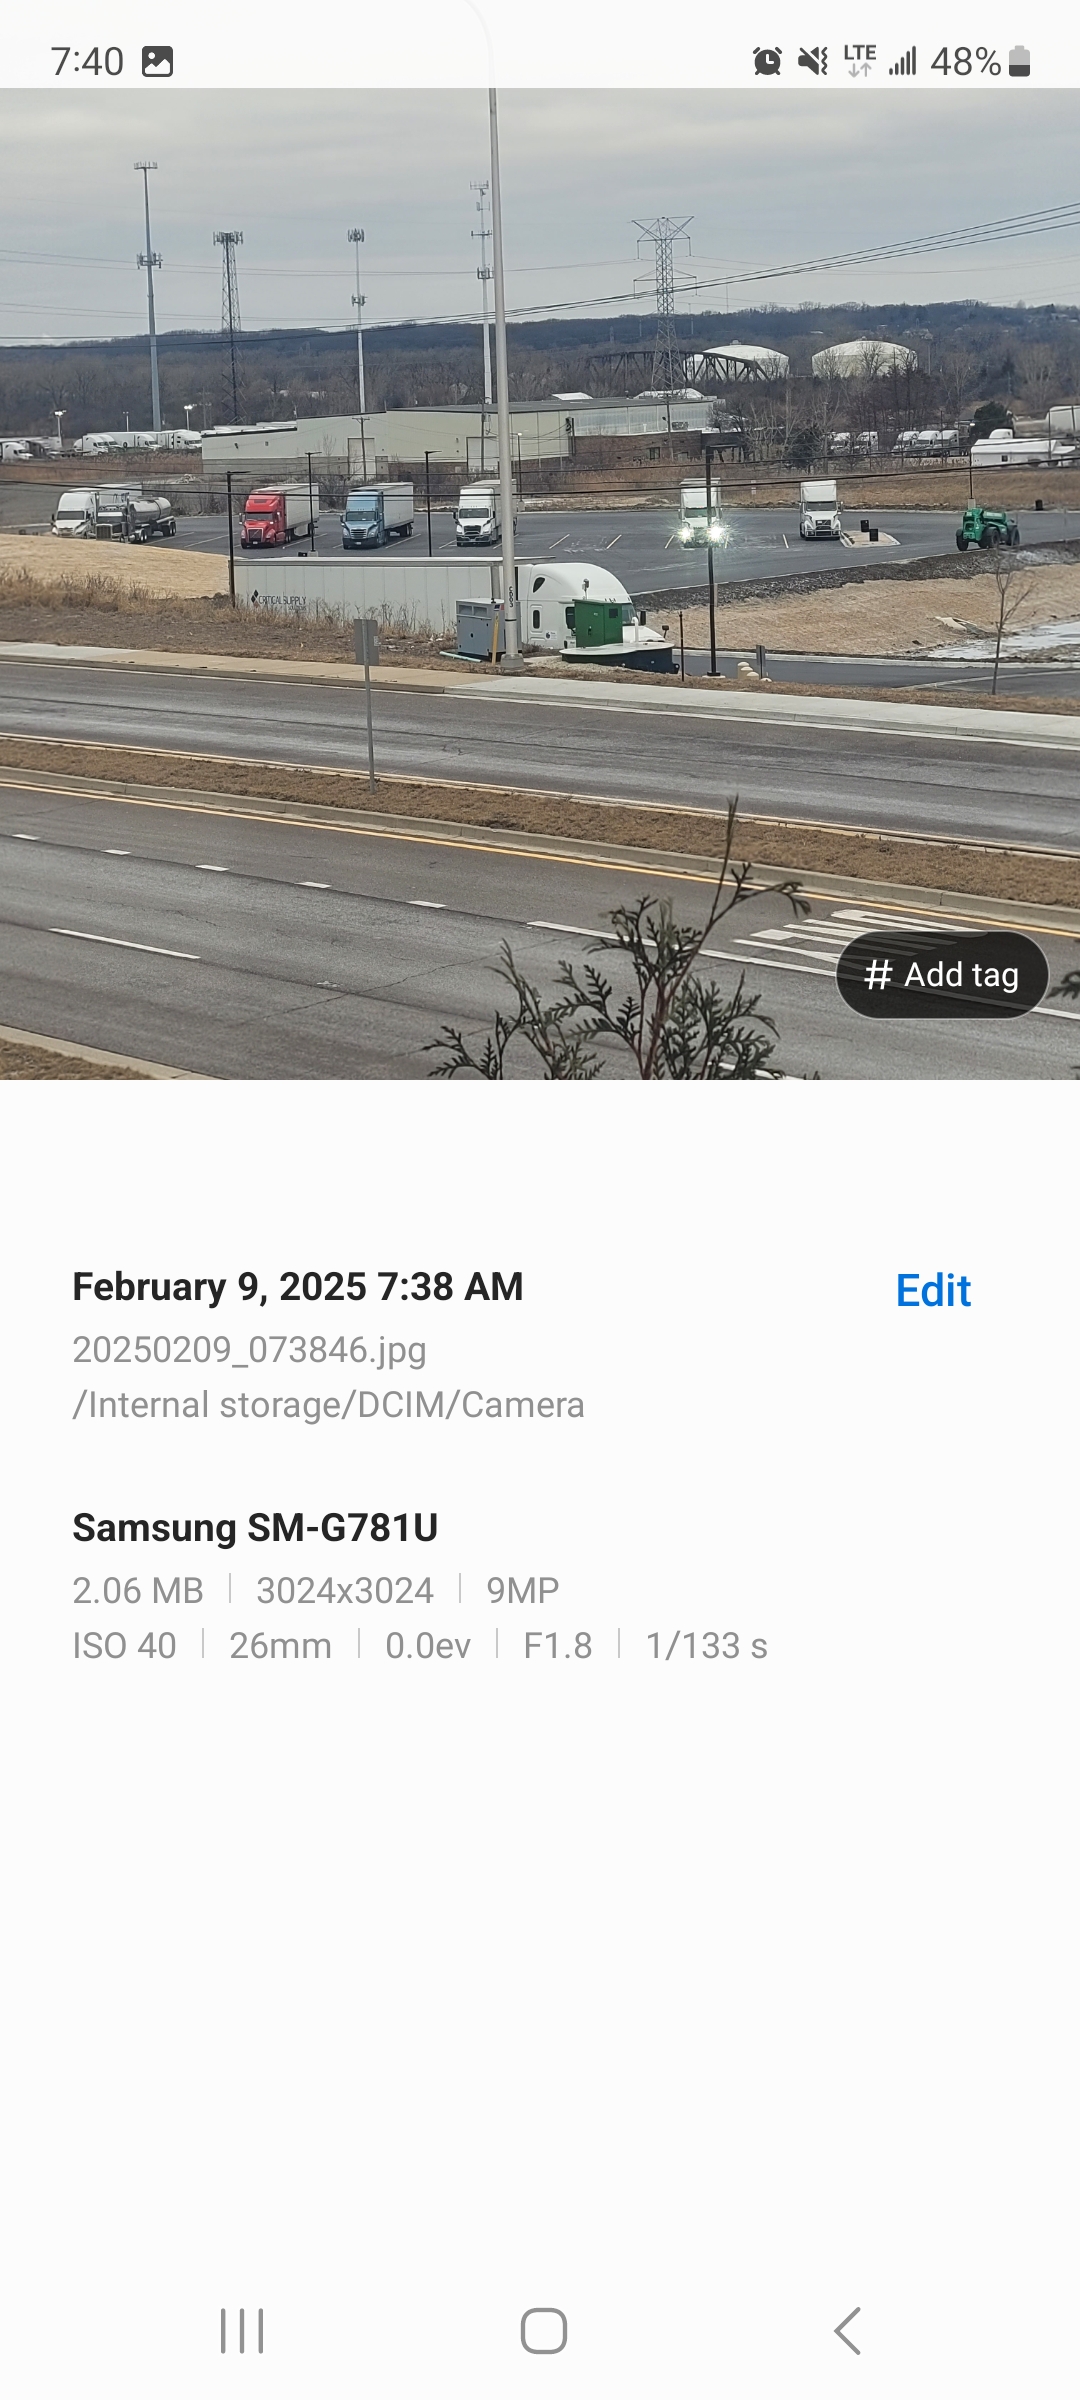 7:40
LTE
48%
CRITICAL SUPPLY
# Add tag
February 9, 2025 7:38 AM
Edit
20250209_073846.jpg
/Internal storage/DCIM/Camera
Samsung SM-G781U
2.06 MB | 3024x3024 | 9MP
ISO 40 | 26mm | 0.0ev | F1.8 | 1/133 s